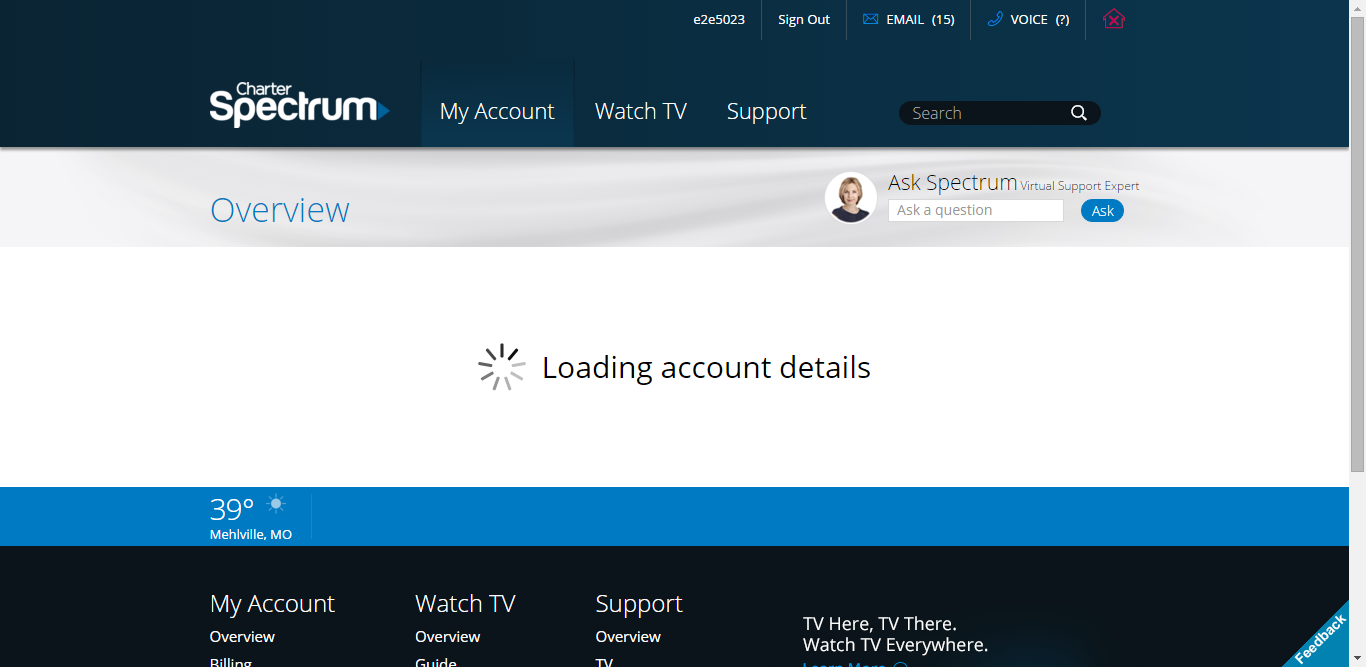 e2e5023 Sign Out EMAIL (15) VOICE (?)
Charter
Spectrum
My Account Watch TV Support Search
Ask Spectrum Virtual Support Expert
Overview
Ask a question Ask
Loading account details
39°
Mehlville, MO
My Account Watch TV Support
Overview Overview Overview
Billing Guide TV
TV Here, TV There.
Watch TV Everywhere.
Learn More
Feedback